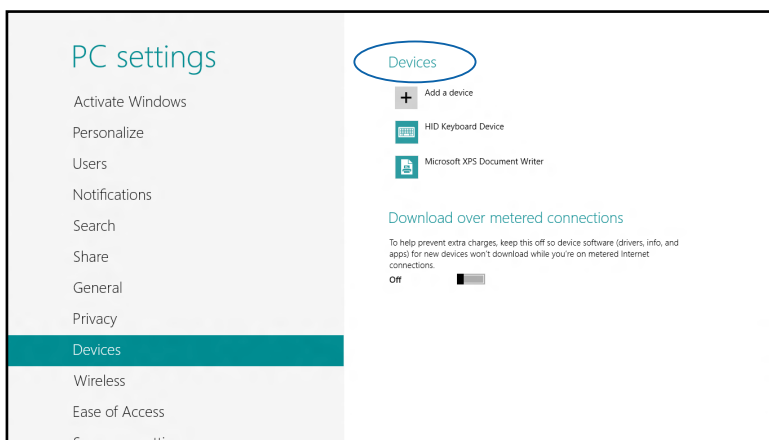 PC settings
Activate Windows
Personalize
Users
Notifications
Search
Share
General
Privacy
Devices
Wireless
Ease of Access
Devices
Add a device
HID Keyboard Device
Microsoft XPS Document Writer
Download over metered connections
To help prevent extra charges, keep this off so device software (drivers, info, and
apps) for new devices won't download while you're on metered Internet
connections.
Off